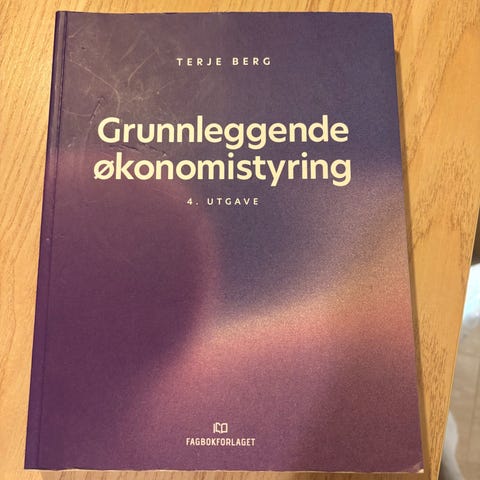 TERJE BERG
Grunnleggende
økonomistyring
4. UTGAVE
FAGBOKFORLAGET